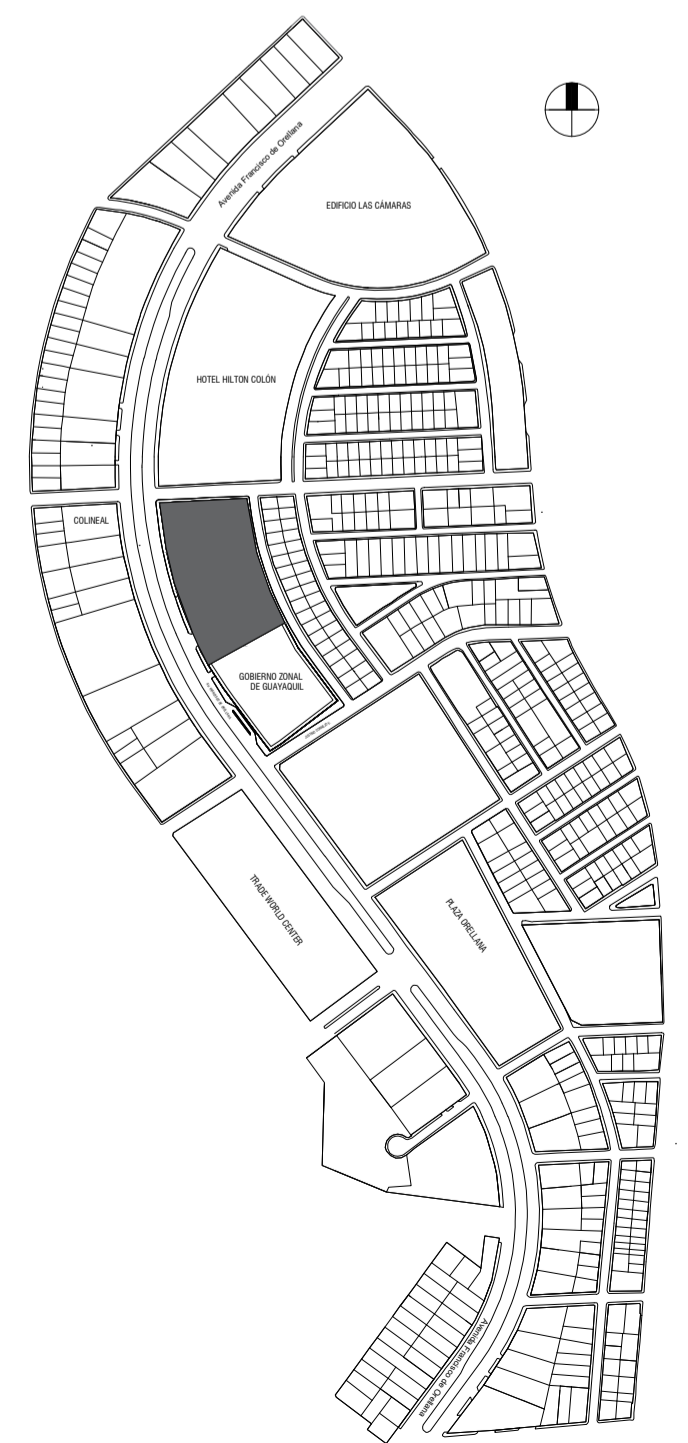 Avenida Francisco de Orellana
EDIFICIO LAS CÁMARAS
HOTEL HILTON COLÓN
COLINEAL
GOBIERNO ZONAL
DE GUAYAQUIL
TRADE WORLD CENTER
PLAZA ORELLANA
Avenida Francisco de Orellana